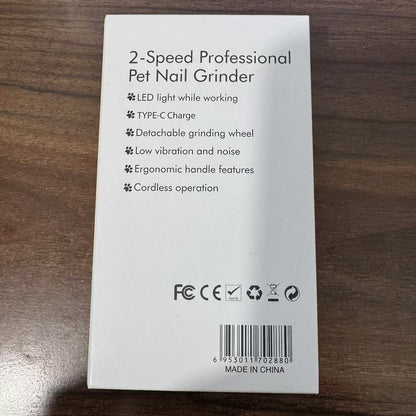 2-Speed Professional
Pet Nail Grinder
LED light while working
TYPE-C Charge
Detachable grinding wheel
Low vibration and noise
Ergonomic handle features
Cordless operation
FC CE
6 953011 702880
MADE IN CHINA